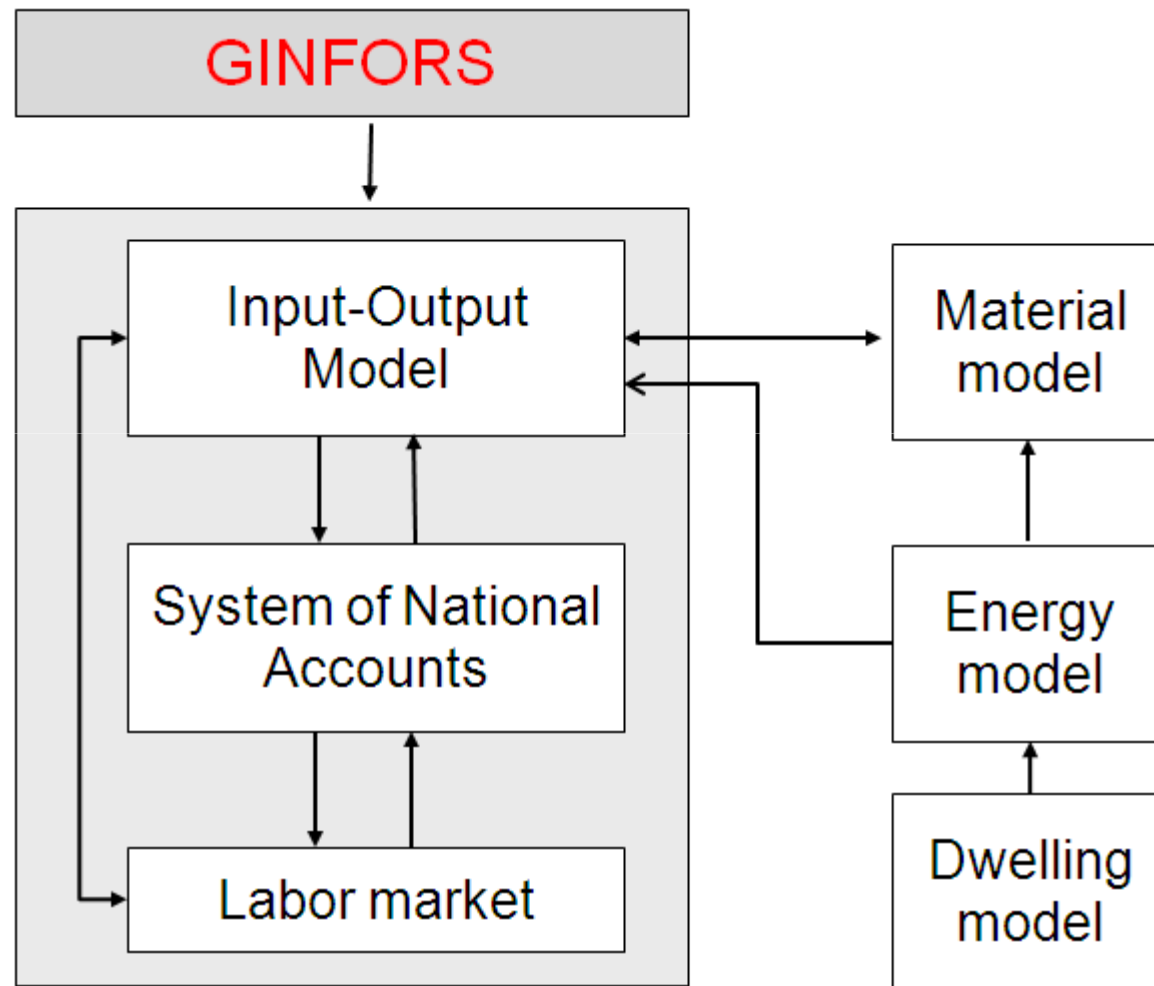 GINFORS
Input-Output
Model
Material
model
System of National
Accounts
Energy
model
Labor market
Dwelling
model